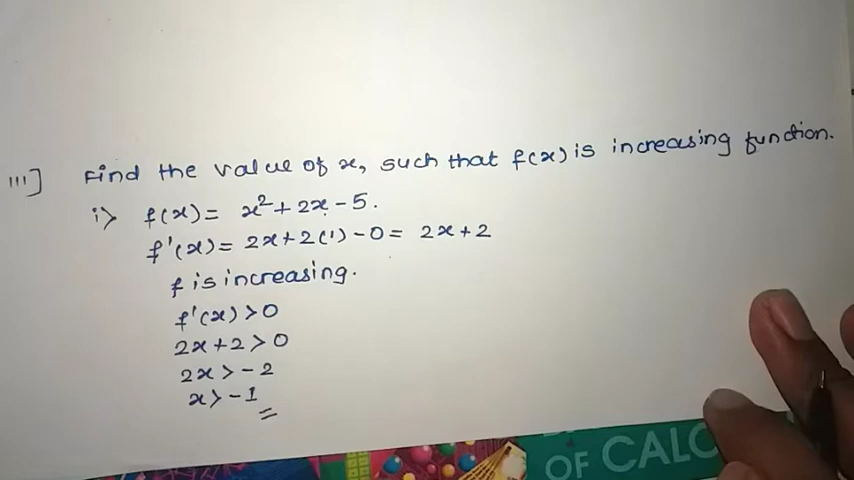 III] Find the value of x, such that f(x) is increasing function.
i> f(x) = x² + 2x - 5.
f'(x) = 2x + 2(1) - 0 = 2x + 2
f is increasing.
f'(x) > 0
2x + 2 > 0
2x > -2
x > -1
OF CALC